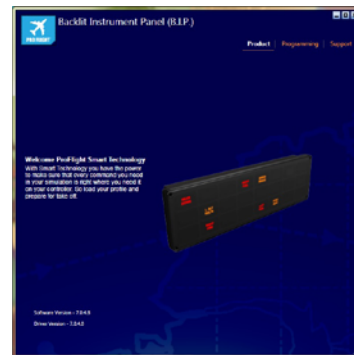 Backlit Instrument Panel (B.I.P.)
PRO FLIGHT
Product | Programming | Support
Welcome ProFlight Smart Technology
With Smart Technology you have the power
to make sure that every command you need
in your simulation is right where you need it
on your controller. Go load your profile and
prepare for take off.
Software Version - 7.0.4.0
Driver Version - 7.0.4.0